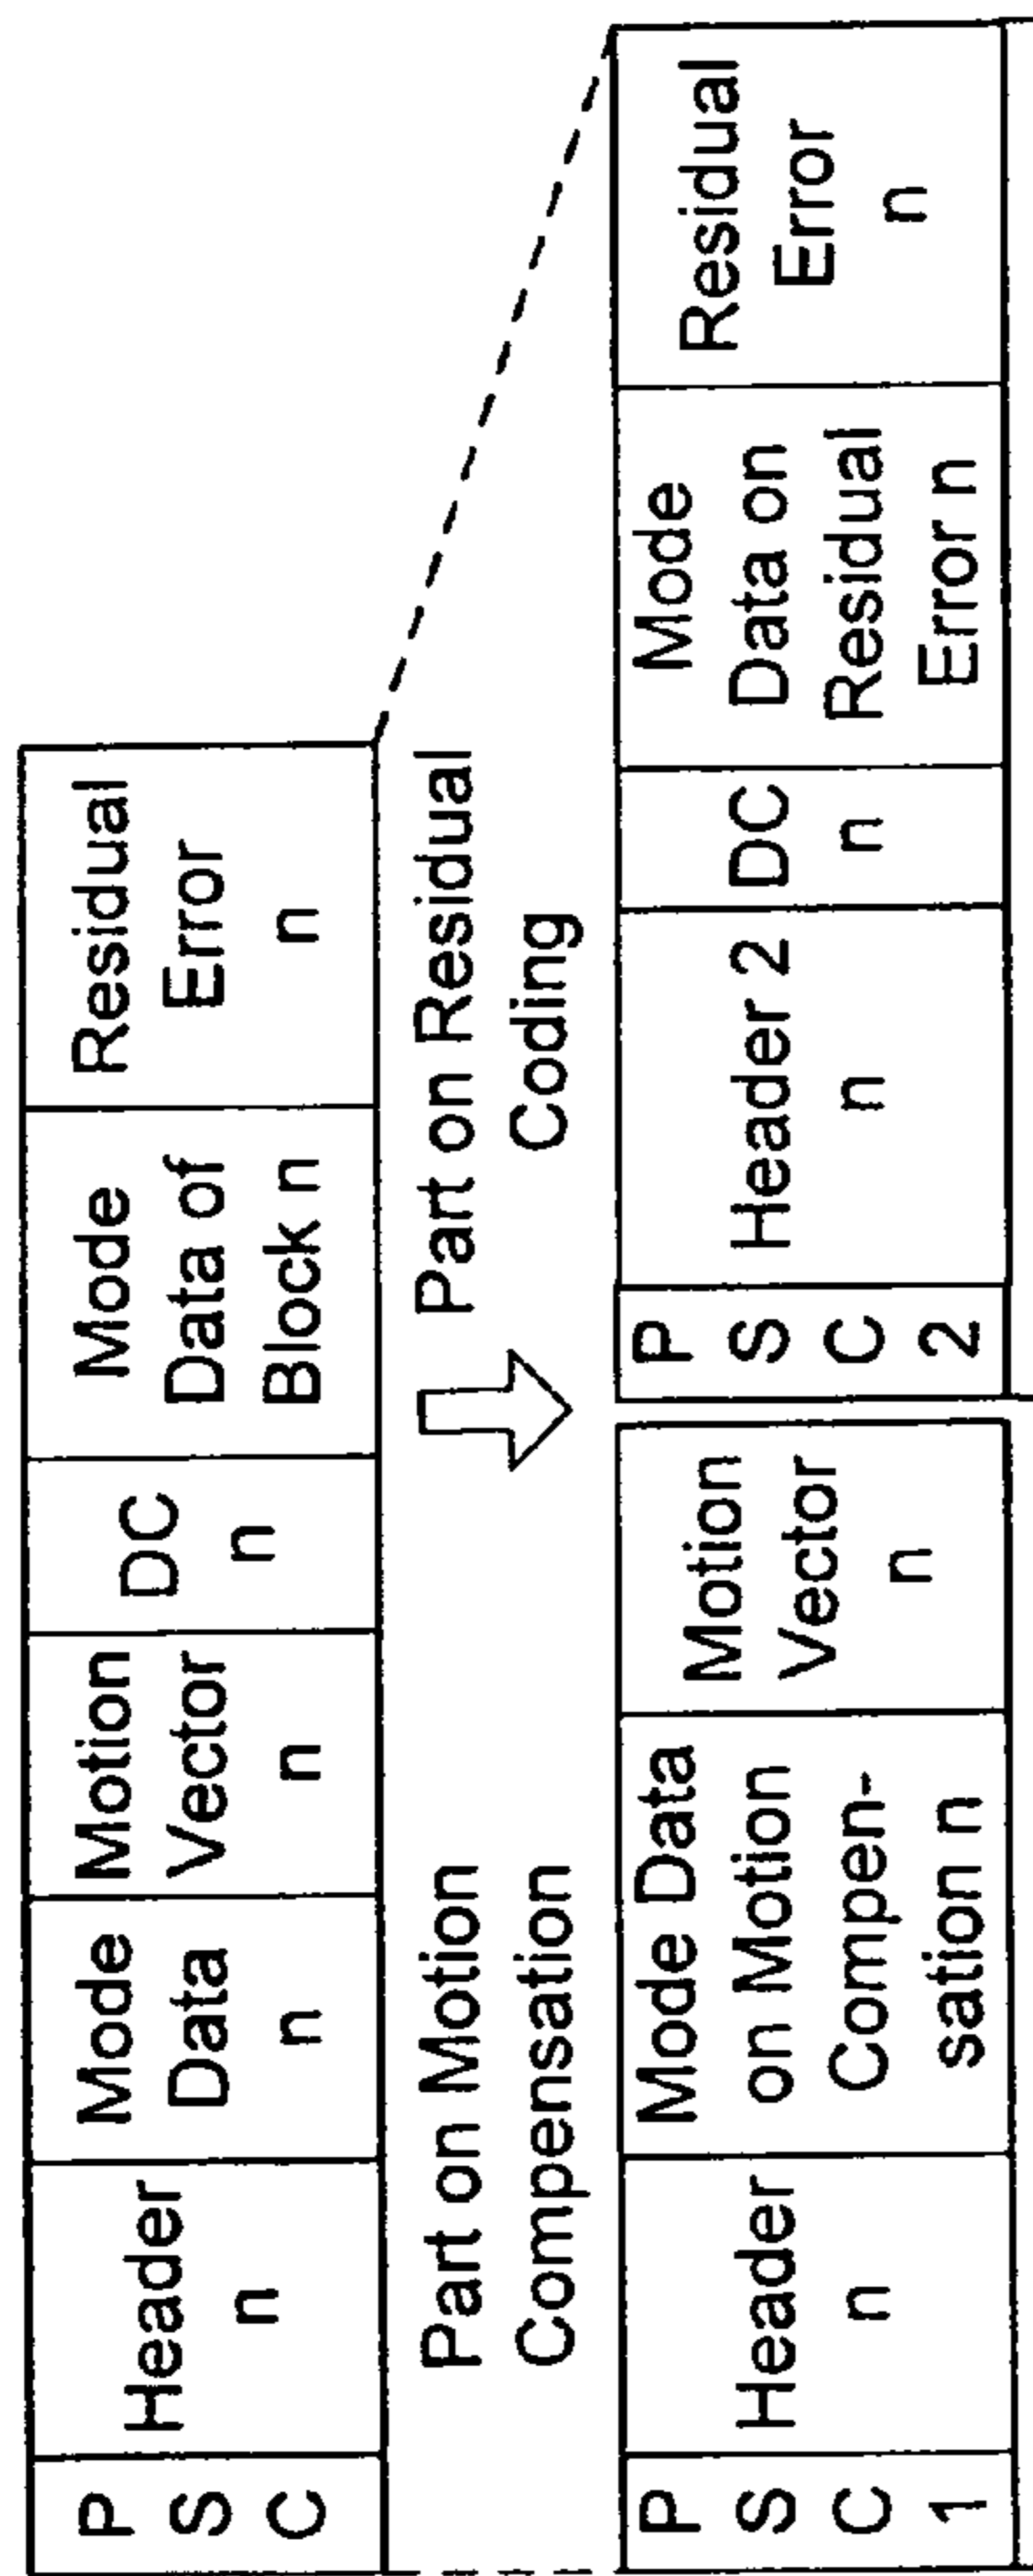 P
S
C
Header
n
Mode
Data
n
Motion
Vector
n
DC
n
Mode
Data of
Block n
Residual
Error
n
Part on Motion
Compensation
Part on Residual
Coding
P
S
C
1
Header
n
Mode Data
on Motion
Compen-
sation n
Motion
Vector
n
P
S
C
2
Header 2
n
DC
n
Mode
Data on
Residual
Error n
Residual
Error
n